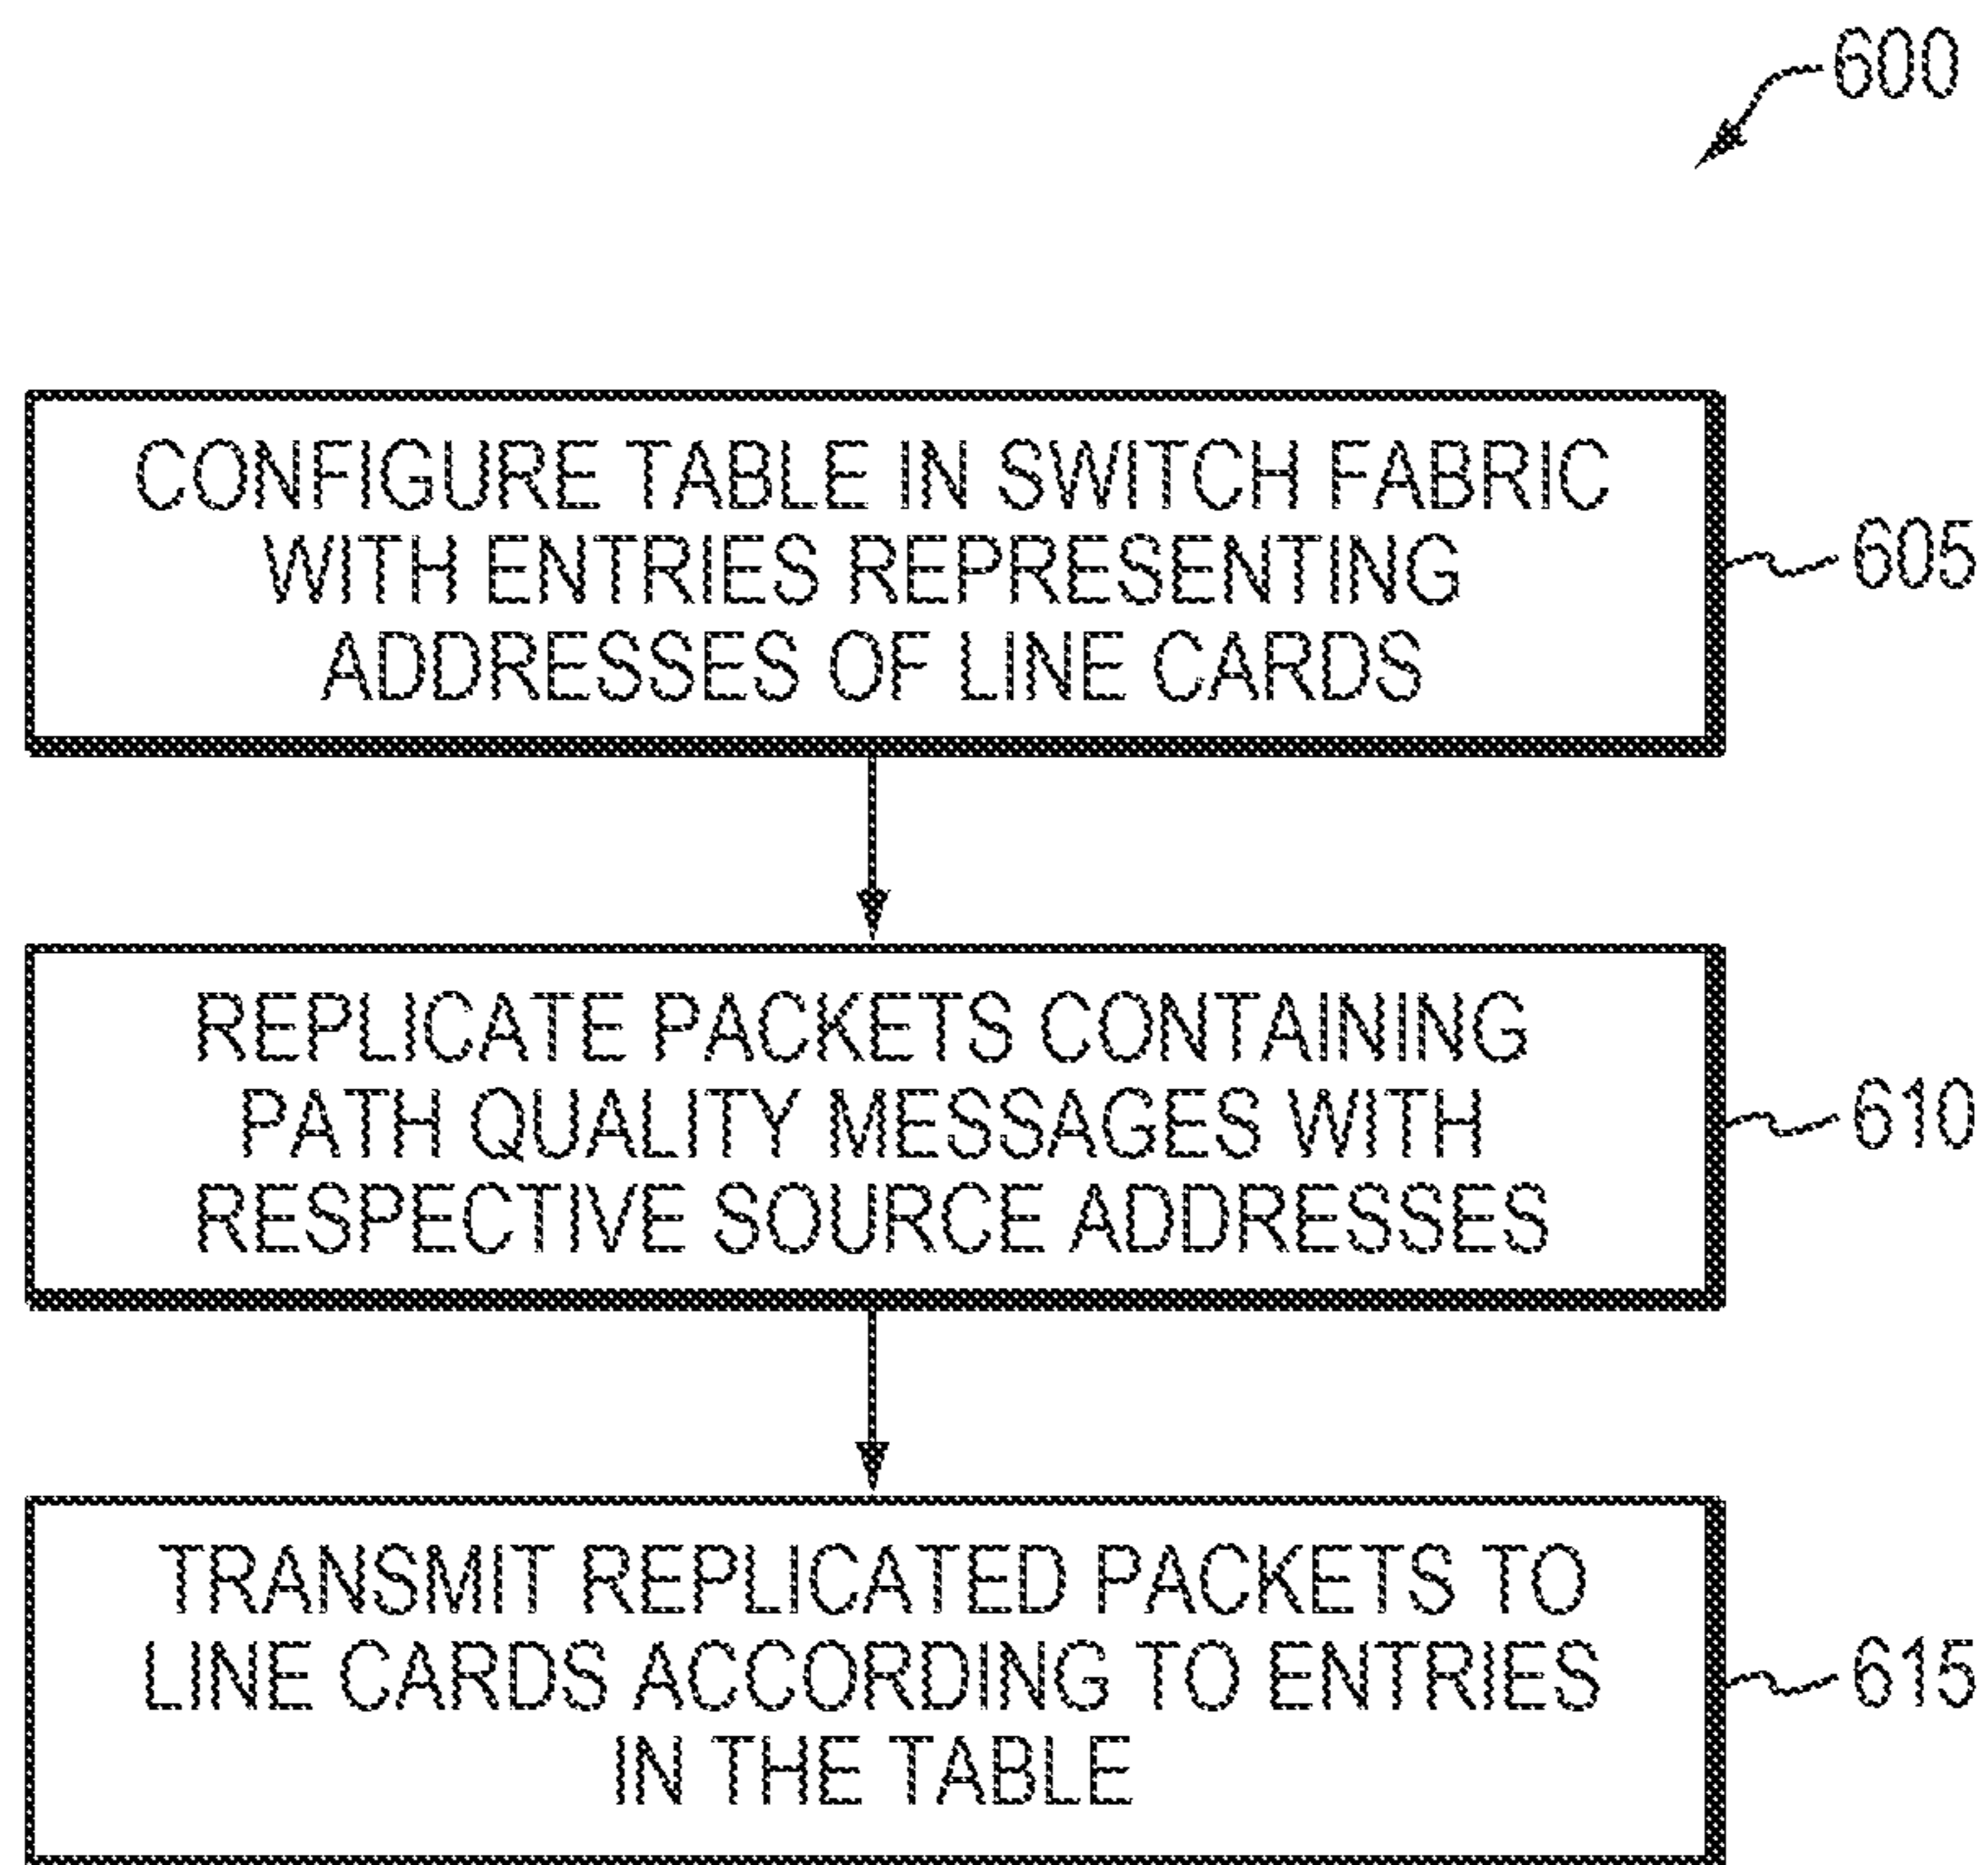 600
CONFIGURE TABLE IN SWITCH FABRIC
WITH ENTRIES REPRESENTING
ADDRESSES OF LINE CARDS
605
REPLICATE PACKETS CONTAINING
PATH QUALITY MESSAGES WITH
RESPECTIVE SOURCE ADDRESSES
610
TRANSMIT REPLICATED PACKETS TO
LINE CARDS ACCORDING TO ENTRIES
IN THE TABLE
615